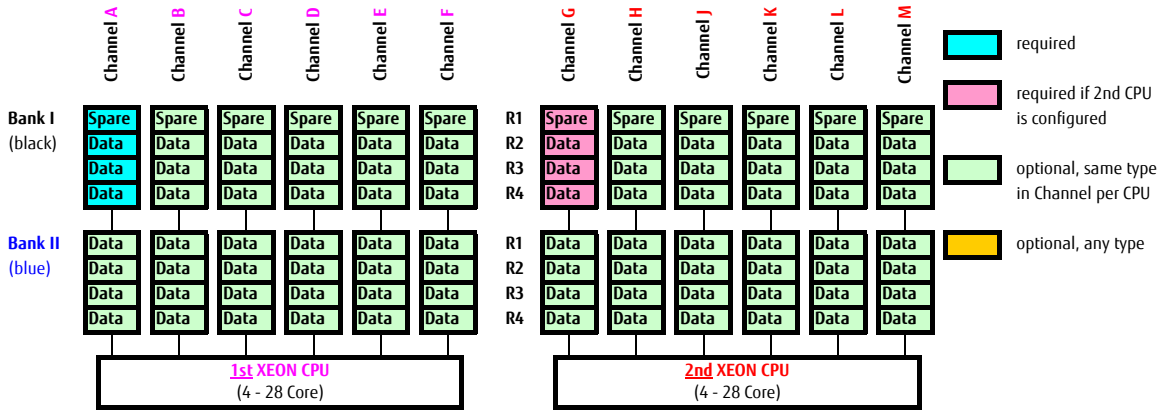 Channel A Channel B Channel C Channel D Channel E Channel F Channel G Channel H Channel J Channel K Channel L Channel M
required
required if 2nd CPU
is configured
optional, same type
in Channel per CPU
optional, any type
Bank I Spare Spare Spare Spare Spare Spare R1 Spare Spare Spare Spare Spare Spare
(black) Data Data Data Data Data Data R2 Data Data Data Data Data Data
Data Data Data Data Data Data R3 Data Data Data Data Data Data
Data Data Data Data Data Data R4 Data Data Data Data Data Data
Bank II Data Data Data Data Data Data R1 Data Data Data Data Data Data
(blue) Data Data Data Data Data Data R2 Data Data Data Data Data Data
Data Data Data Data Data Data R3 Data Data Data Data Data Data
Data Data Data Data Data Data R4 Data Data Data Data Data Data
1st XEON CPU
(4 - 28 Core)
2nd XEON CPU
(4 - 28 Core)